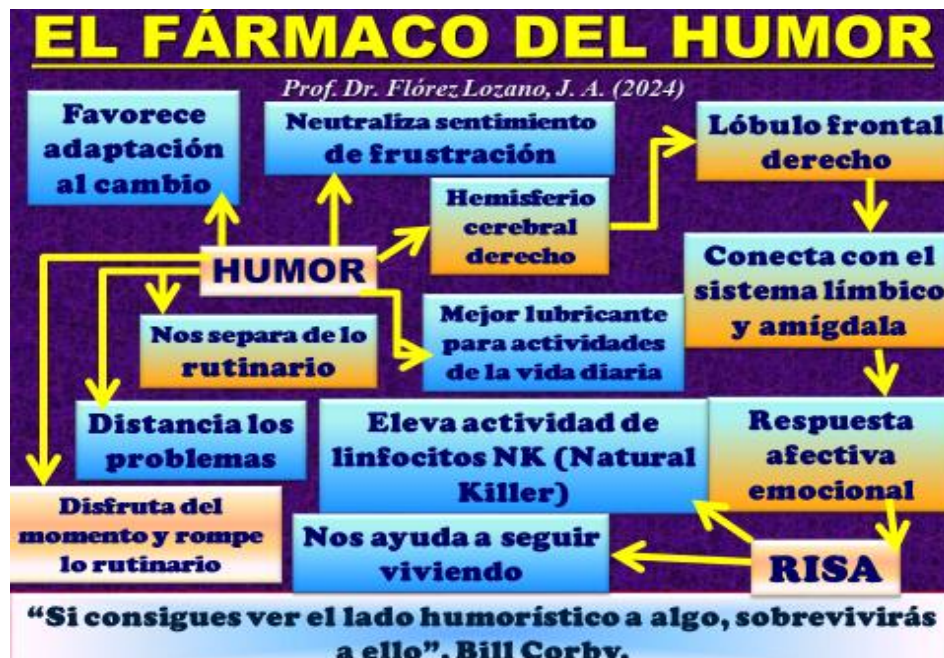 EL FÁRMACO DEL HUMOR
Prof. Dr. Flórez Lozano, J. A. (2024)
Favorece
adaptación
al cambio
Neutraliza sentimiento
de frustración
Lóbulo frontal
derecho
Hemisferio
cerebral
derecho
HUMOR
Conecta con el
sistema límbico
y amígdala
Nos separa de lo
rutinario
Mejor lubricante
para actividades
de la vida diaria
Distancia los
problemas
Eleva actividad de
linfocitos NK (Natural
Killer)
Respuesta
afectiva
emocional
Disfruta del
momento y rompe
lo rutinario
Nos ayuda a seguir
viviendo
RISA
“Si consigues ver el lado humorístico a algo, sobrevivirás
a ello”. Bill Corby.